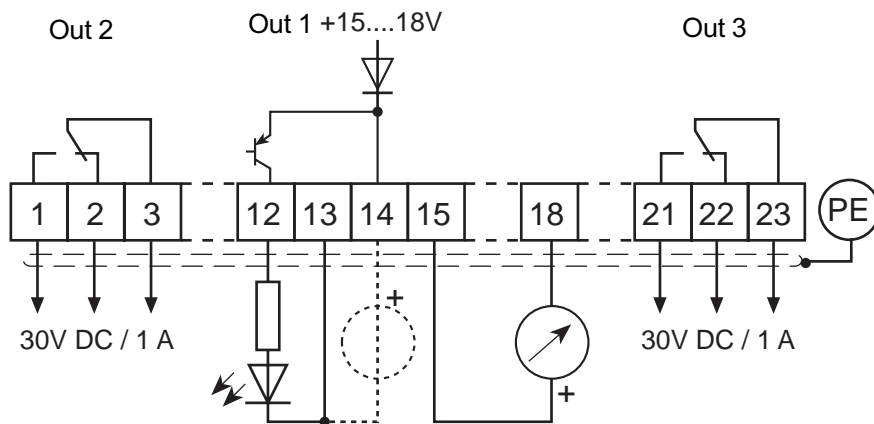 Out 2
Out 1 +15....18V
Out 3
1 2 3 12 13 14 15 18 21 22 23 PE
+
30V DC / 1 A
30V DC / 1 A
+